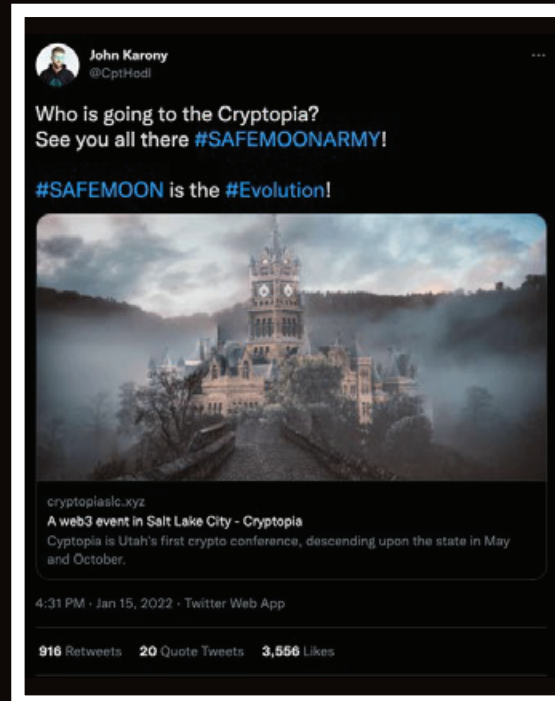 John Karony
@CptHodl
Who is going to the Cryptopia?
See you all there #SAFEMOONARMY!
#SAFEMOON is the #Evolution!
cryptopiaslc.xyz
A web3 event in Salt Lake City - Cryptopia
Cyptopia is Utah's first crypto conference, descending upon the state in May
and October.
4:31 PM · Jan 15, 2022 · Twitter Web App
916 Retweets 20 Quote Tweets 3,556 Likes